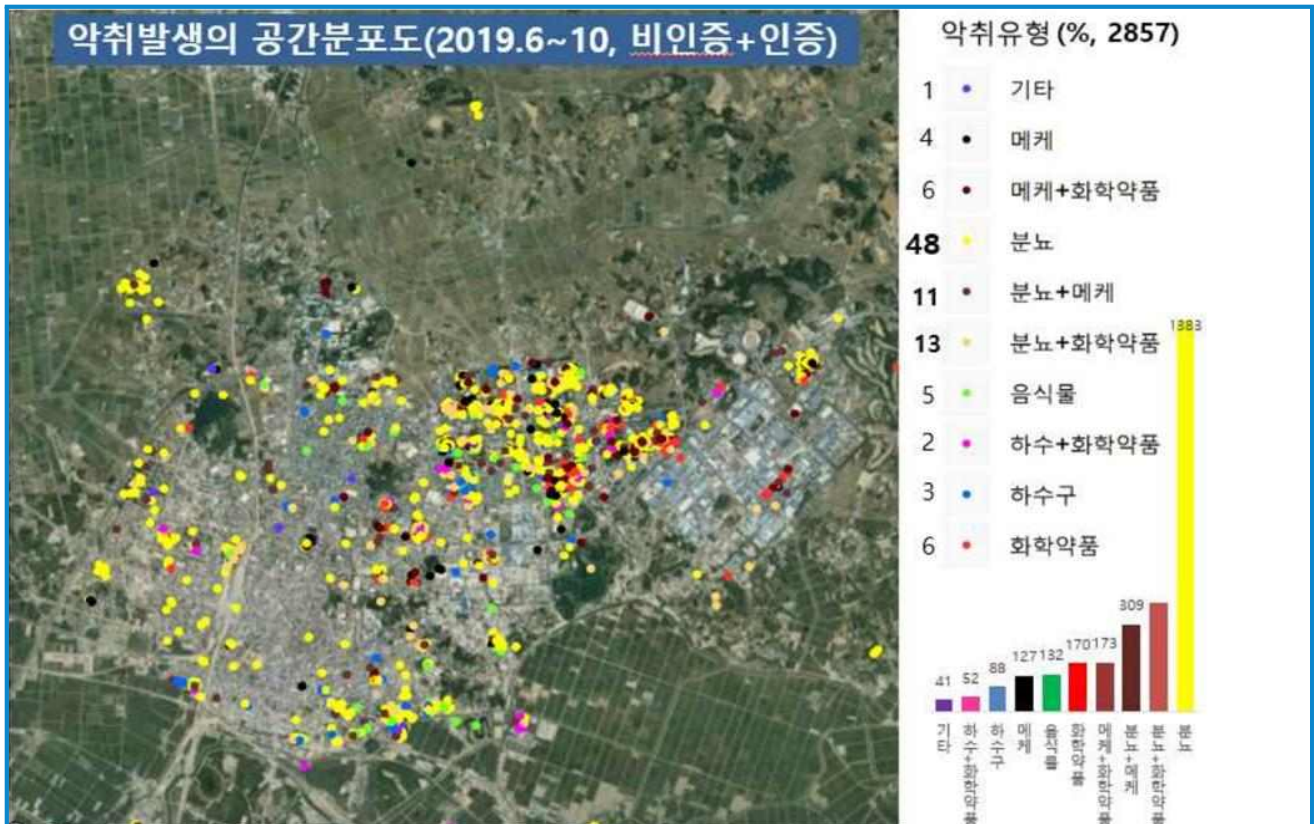 악취발생의 공간분포도(2019.6~10, 비인증+인증)
악취유형 (%, 2857)
1 기타
4 메케
6 메케+화학약품
48 분뇨
11 분뇨+메케
13 분뇨+화학약품
5 음식물
2 하수+화학약품
3 하수구
6 화학약품
41
52
88
127
132
170
173
309
1383
기타
하수+화학약품
하수구
메케
음식물
화학약품
메케+화학약품
분뇨+메케
분뇨+화학약품
분뇨